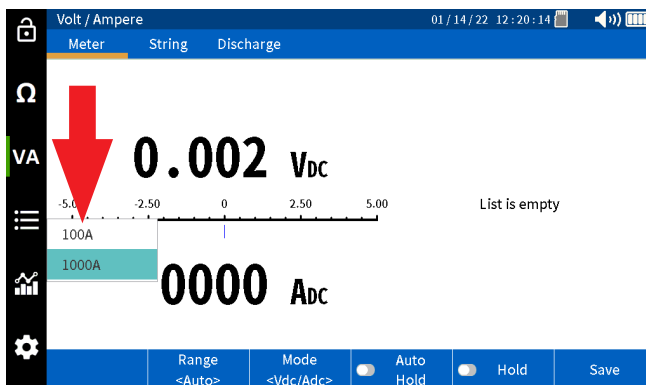 Volt / Ampere 01/14/22 12:20:14
Meter String Discharge
Ω
VA
0.002 VDC
-5.0 -2.50 0 2.50 5.00
List is empty
100A
1000A
0000 ADC
Range
<Auto>
Mode
<Vdc/Adc>
Auto
Hold
Hold
Save